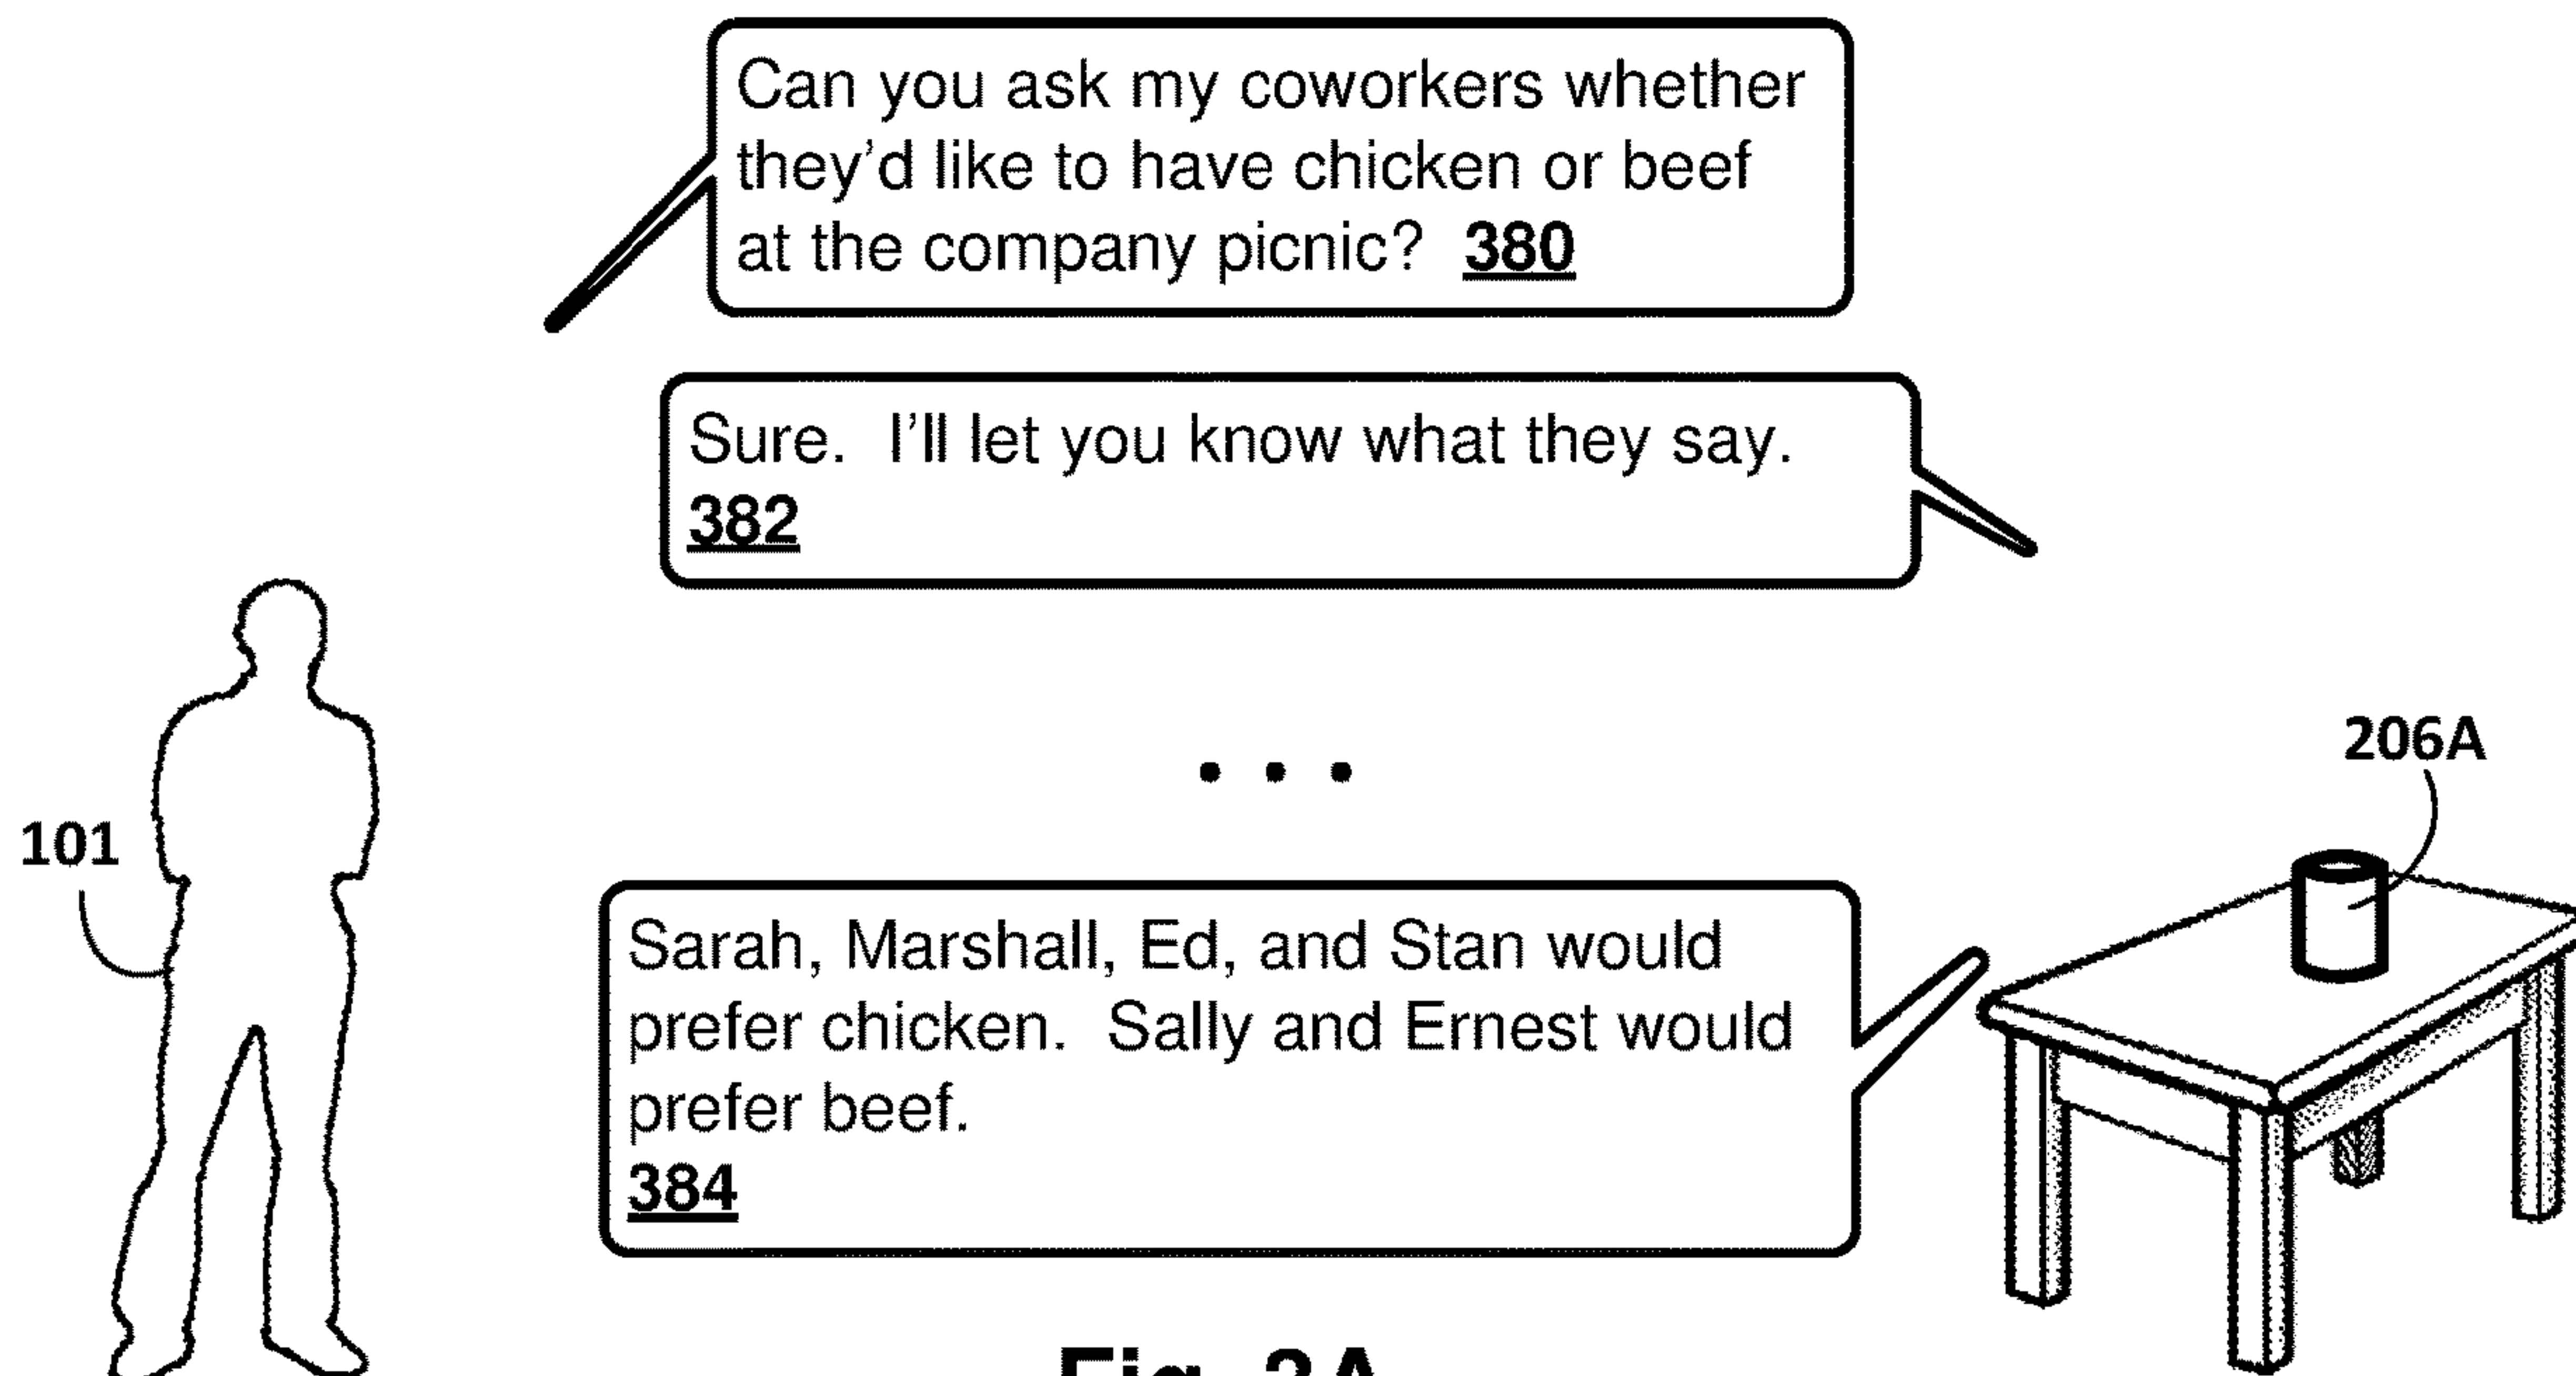 Can you ask my coworkers whether
they'd like to have chicken or beef
at the company picnic? 380
Sure. I'll let you know what they say.
382
. . .
206A
101
Sarah, Marshall, Ed, and Stan would
prefer chicken. Sally and Ernest would
prefer beef.
384
Fig.